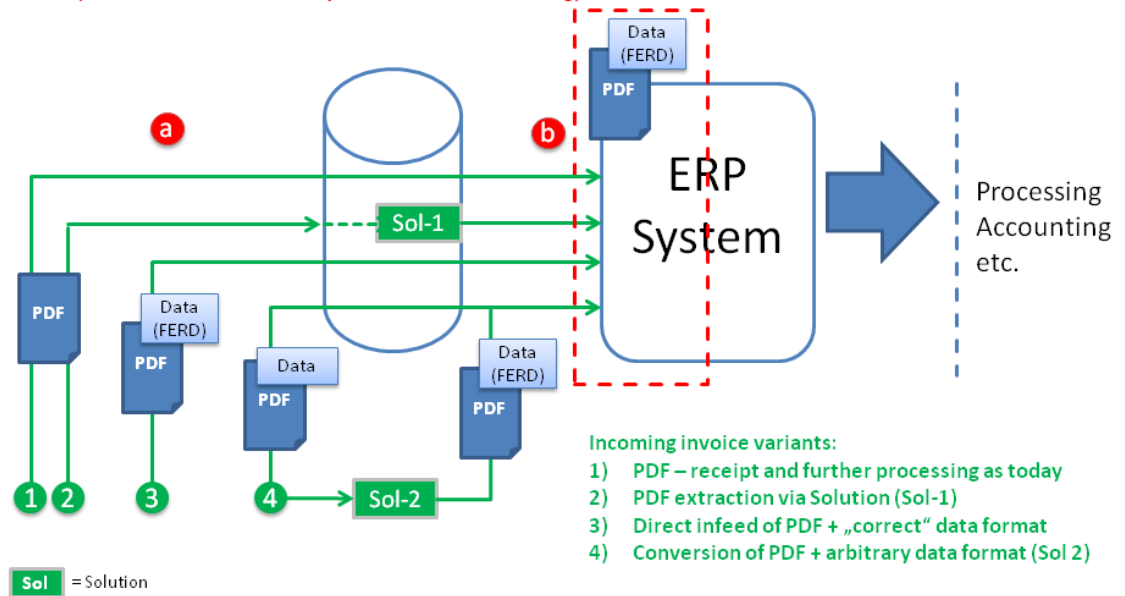 Data
(FERD)
PDF
a
b
ERP
System
Processing
Accounting
etc.
Sol-1
PDF
Data
(FERD)
PDF
Data
PDF
Data
(FERD)
PDF
1
2
3
4
Sol-2
Incoming invoice variants:
1) PDF – receipt and further processing as today
2) PDF extraction via Solution (Sol-1)
3) Direct infeed of PDF + „correct“ data format
4) Conversion of PDF + arbitrary data format (Sol 2)
Sol = Solution